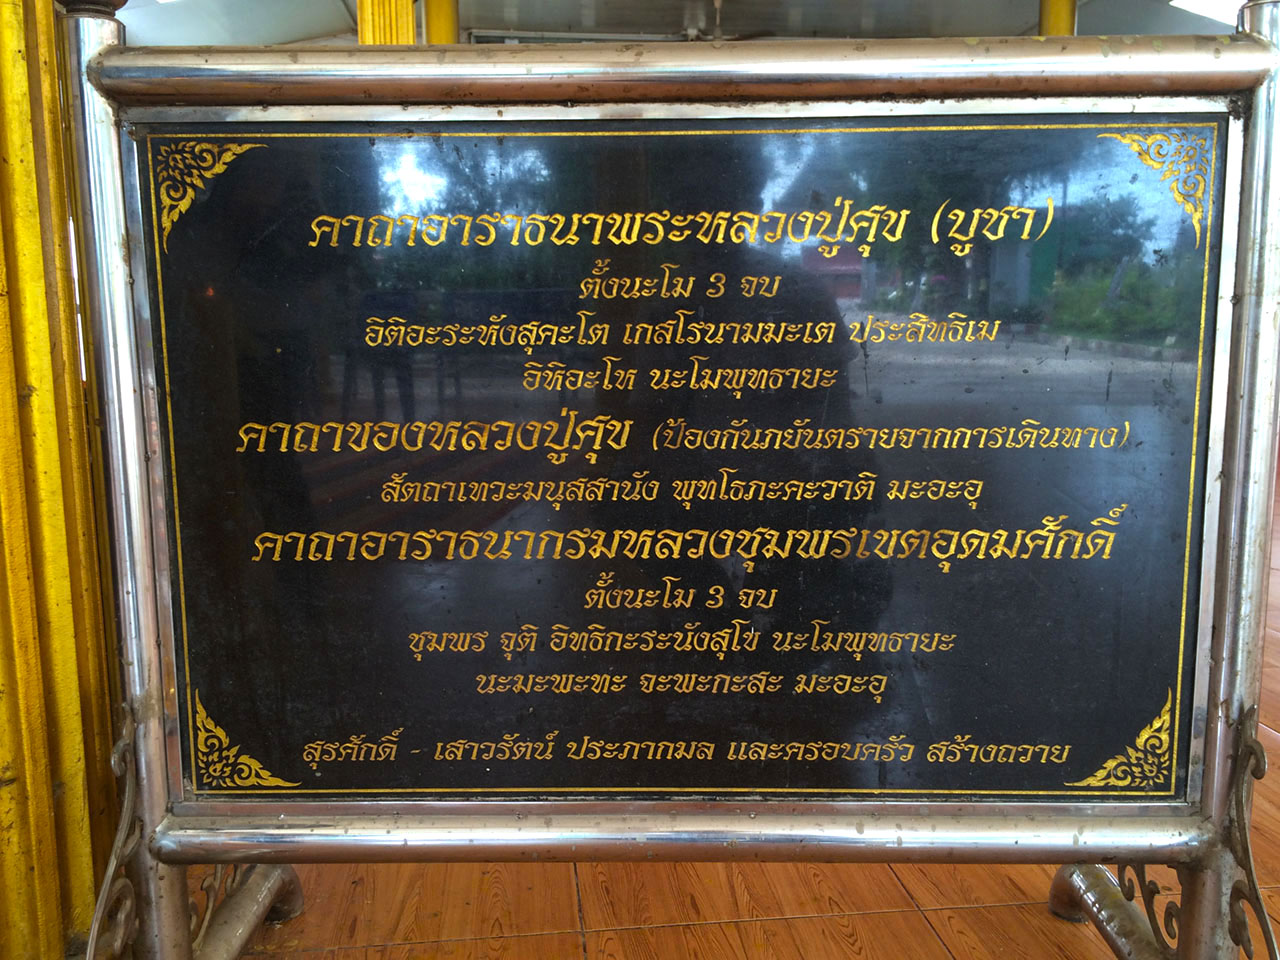 คาถาอาราธนาพระหลวงปู่ศุข (บูชา)
ตั้งนะโม 3 จบ
อิติอะระหังสุคะโต เกสโรนามมะเต ประสิทธิเม
อิหิอะโห นะโมพุทธายะ
คาถาของหลวงปู่ศุข (ป้องกันภยันตรายจากการเดินทาง)
สัตถาเทวะมนุสสานัง พุทโธภะคะวาติ มะอะอุ
คาถาอาราธนากรมหลวงชุมพรเขตอุดมศักดิ์
ตั้งนะโม 3 จบ
ชุมพร จุติ อิทธิกะระนังสุโข นะโมพุทธายะ
นะมะพะทะ จะพะกะสะ มะอะอุ
สุรศักดิ์ - เสาวรัตน์ ประภากมล และครอบครัว สร้างถวาย